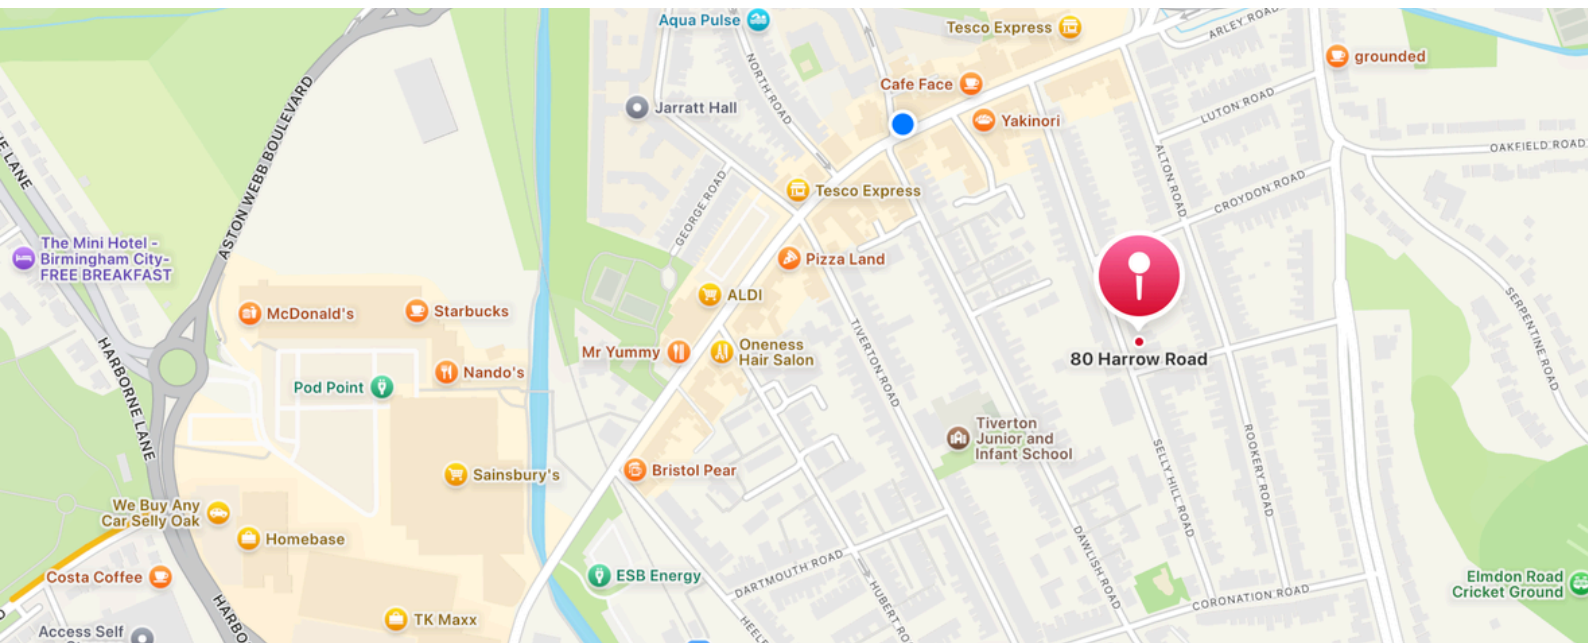 Aqua Pulse
Tesco Express
ARLEY ROAD
grounded
Cafe Face
NORTH ROAD
Jarratt Hall
Yakinori
LUTON ROAD
ASTON WEBB BOULEVARD
E LANE
ALTON ROAD
OAKFIELD ROAD
Tesco Express
GEORGE ROAD
CROYDON ROAD
The Mini Hotel -
Birmingham City-
FREE BREAKFAST
Pizza Land
ALDI
McDonald's
Starbucks
SERPENTINE ROAD
HARBORNE LANE
Mr Yummy
Oneness
Hair Salon
TIVERTON ROAD
80 Harrow Road
Nando's
Pod Point
Tiverton
Junior and
Infant School
Bristol Pear
Sainsbury's
SELLY HILL ROAD
ROOKERY ROAD
We Buy Any
Car Selly Oak
Homebase
DAWLISH ROAD
Costa Coffee
ESB Energy
DARTMOUTH ROAD
HUBERT RO
CORONATION ROAD
Elmdon Road
Cricket Ground
HARBO
TK Maxx
HEEL
Access Self